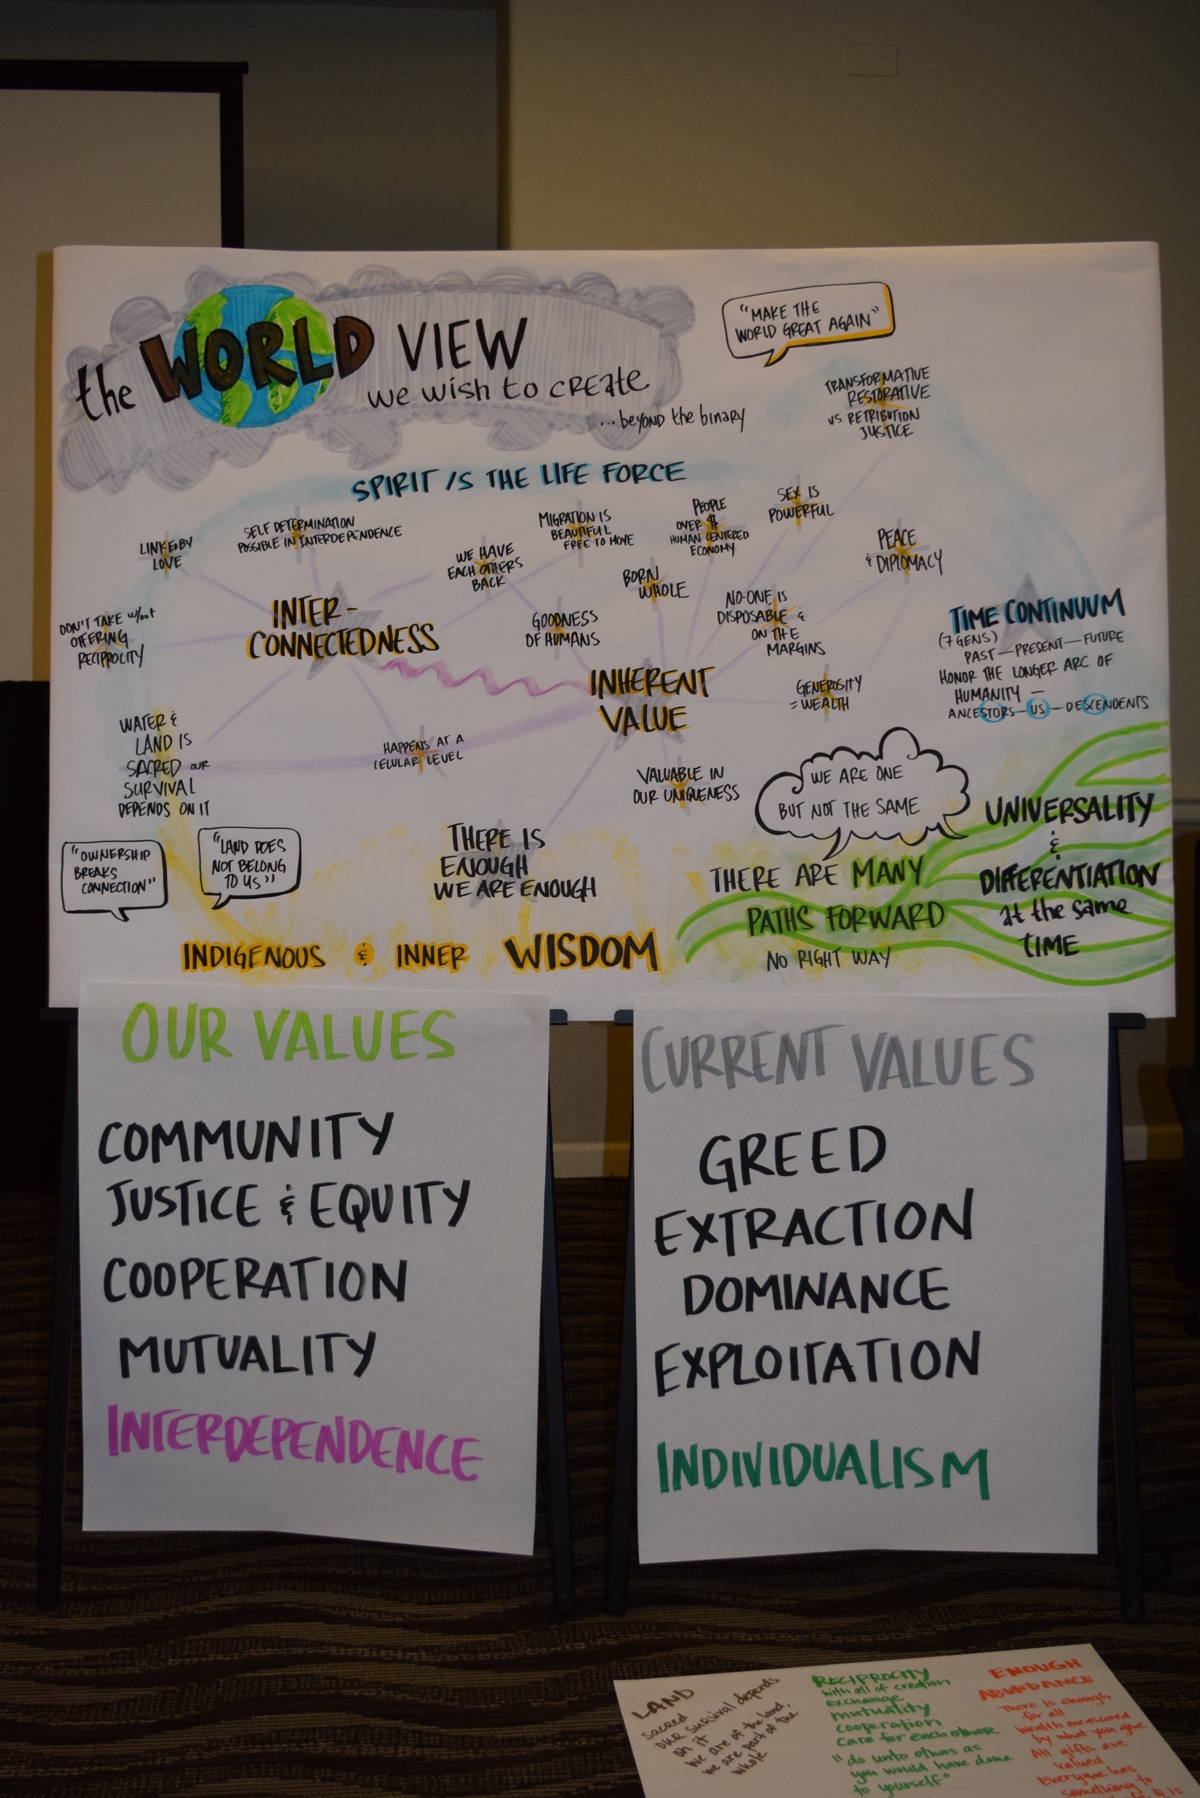 the WORLD VIEW
we wish to create
...beyond the binary
"MAKE THE
WORLD GREAT AGAIN"
TRANSFORMATIVE
RESTORATIVE
VS RETRIBUTION
JUSTICE
SPIRIT IS THE LIFE FORCE
LINKED BY
LOVE
SELF DETERMINATION
POSSIBLE IN INTERDEPENDENCE
WE HAVE
EACH OTHERS
BACK
MIGRATION IS
BEAUTIFUL
FREE TO MOVE
PEOPLE
OVER $
HUMAN CENTERED
ECONOMY
SEX IS
POWERFUL
PEACE
& DIPLOMACY
DON'T TAKE w/out
OFFERING
RECIPROCITY
INTER-
CONNECTEDNESS
GOODNESS
OF HUMANS
BORN
WHOLE
NO-ONE IS
DISPOSABLE &
ON THE
MARGINS
INHERENT
VALUE
GENEROSITY
= WEALTH
TIME CONTINUUM
(7 GENS)
PAST — PRESENT — FUTURE
HONOR THE LONGER ARC OF
HUMANITY —
ANCESTORS — US — DESCENDENTS
WATER &
LAND IS
SACRED OUR
SURVIVAL
DEPENDS ON IT
HAPPENS AT A
CELULAR LEVEL
VALUABLE IN
OUR UNIQUENESS
WE ARE ONE
BUT NOT THE SAME
"OWNERSHIP
BREAKS
CONNECTION"
"LAND DOES
NOT BELONG
TO US"
THERE IS
ENOUGH
WE ARE ENOUGH
THERE ARE MANY
PATHS FORWARD
NO RIGHT WAY
UNIVERSALITY
&
DIFFERENTIATION
at the same
TIME
INDIGENOUS & INNER WISDOM
OUR VALUES
COMMUNITY
JUSTICE & EQUITY
COOPERATION
MUTUALITY
INTERDEPENDENCE
CURRENT VALUES
GREED
EXTRACTION
DOMINANCE
EXPLOITATION
INDIVIDUALISM
LAND
sacred
our survival depends
on it
we are of the land,
we are part of the
whole
RECIPROCITY
with all of creation
exchange
mutuality
cooperation
care for each other
"do unto others as
you would have done
to yourself"
ENOUGH
ABUNDANCE
There is enough
for all
Wealth measured
by what you give
All gifts are
valued
Everyone has
something to